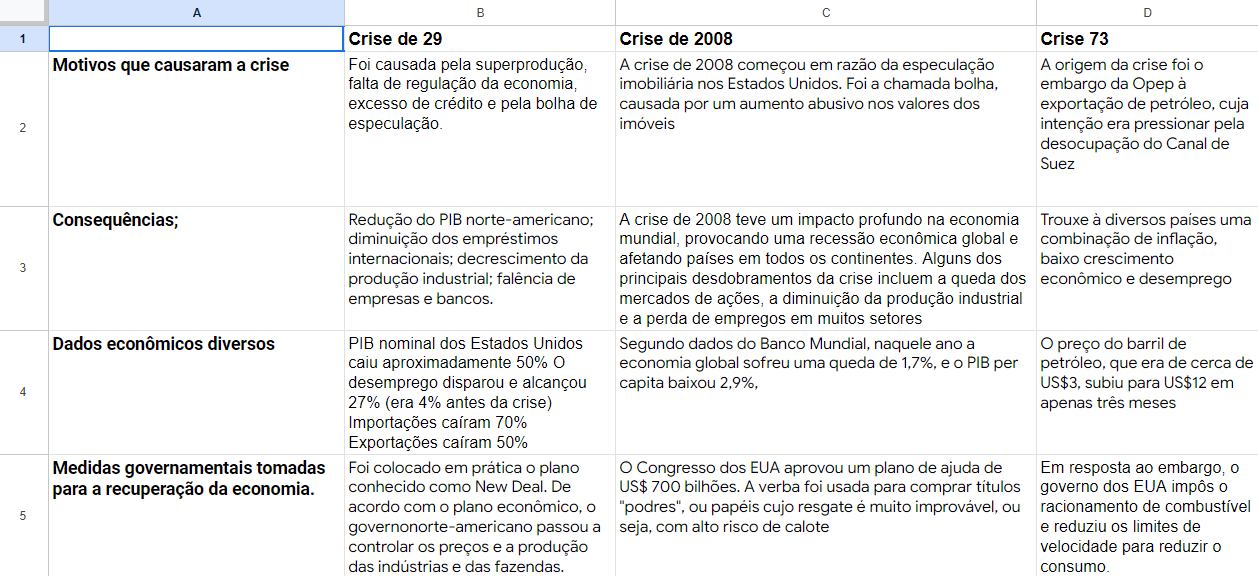 A B C D
1 Crise de 29 Crise de 2008 Crise 73
2
Motivos que causaram a crise
Foi causada pela superprodução,
falta de regulação da economia,
excesso de crédito e pela bolha de
especulação.
A crise de 2008 começou em razão da especulação
imobiliária nos Estados Unidos. Foi a chamada bolha,
causada por um aumento abusivo nos valores dos
imóveis
A origem da crise foi o
embargo da Opep à
exportação de petróleo, cuja
intenção era pressionar pela
desocupação do Canal de
Suez
3
Consequências;
Redução do PIB norte-americano;
diminuição dos empréstimos
internacionais; decrescimento da
produção industrial; falência de
empresas e bancos.
A crise de 2008 teve um impacto profundo na economia
mundial, provocando uma recessão econômica global e
afetando países em todos os continentes. Alguns dos
principais desdobramentos da crise incluem a queda dos
mercados de ações, a diminuição da produção industrial
e a perda de empregos em muitos setores
Trouxe à diversos países uma
combinação de inflação,
baixo crescimento
econômico e desemprego
4
Dados econômicos diversos
PIB nominal dos Estados Unidos
caiu aproximadamente 50% O
desemprego disparou e alcançou
27% (era 4% antes da crise)
Importações caíram 70%
Exportações caíram 50%
Segundo dados do Banco Mundial, naquele ano a
economia global sofreu uma queda de 1,7%, e o PIB per
capita baixou 2,9%,
O preço do barril de
petróleo, que era de cerca de
US$3, subiu para US$12 em
apenas três meses
5
Medidas governamentais tomadas
para a recuperação da economia.
Foi colocado em prática o plano
conhecido como New Deal. De
acordo com o plano econômico, o
governonorte-americano passou a
controlar os preços e a produção
das indústrias e das fazendas.
O Congresso dos EUA aprovou um plano de ajuda de
US$ 700 bilhões. A verba foi usada para comprar títulos
"podres", ou papéis cujo resgate é muito improvável, ou
seja, com alto risco de calote
Em resposta ao embargo, o
governo dos EUA impôs o
racionamento de combustível
e reduziu os limites de
velocidade para reduzir o
consumo.